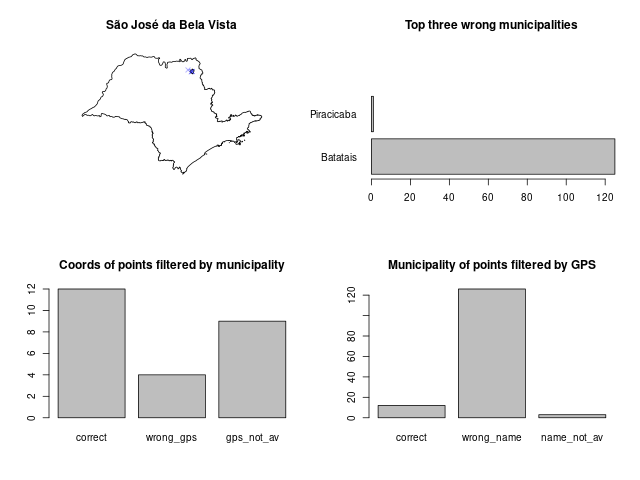 São José da Bela Vista
Top three wrong municipalities
Piracicaba
Batatais
0 20 40 60 80 100 120
Coords of points filtered by municipality
0 2 4 6 8 10 12
correct wrong_gps gps_not_av
Municipality of points filtered by GPS
0 20 40 60 80 120
correct wrong_name name_not_av